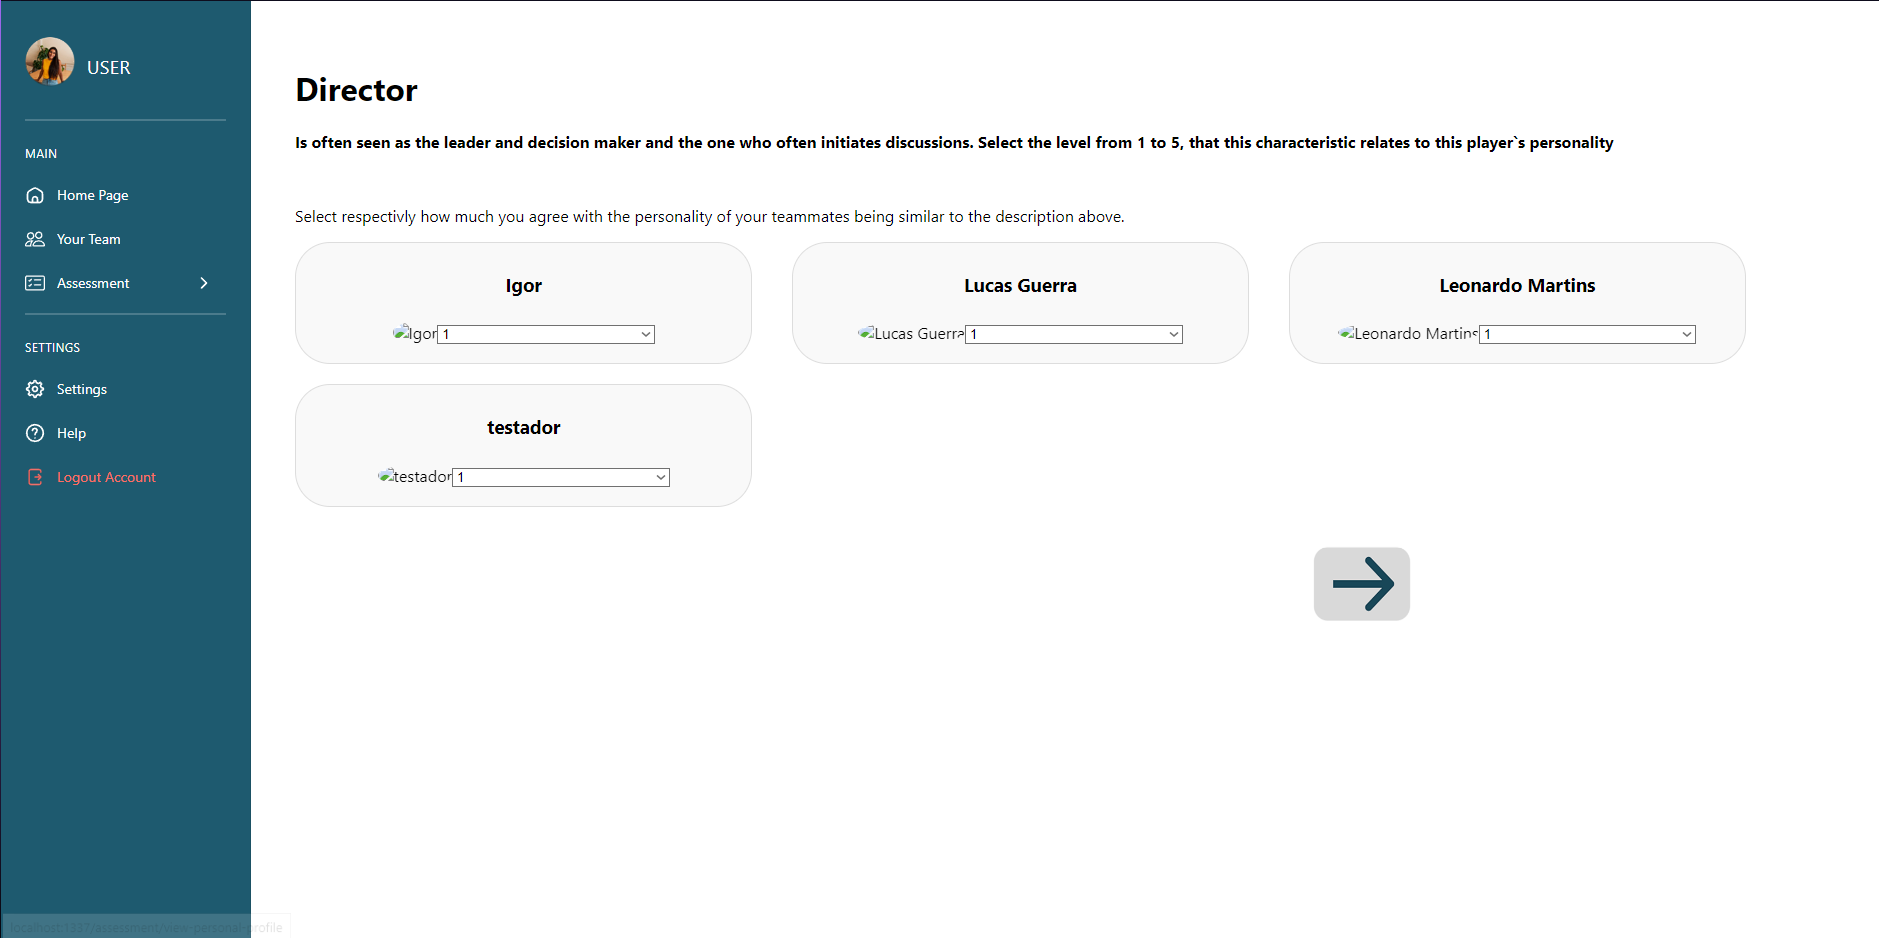 USER
MAIN
Home Page
Your Team
Assessment
SETTINGS
Settings
Help
Logout Account
Director
Is often seen as the leader and decision maker and the one who often initiates discussions. Select the level from 1 to 5, that this characteristic relates to this player`s personality
Select respectivly how much you agree with the personality of your teammates being similar to the description above.
Igor
Igor 1
Lucas Guerra
Lucas Guerra 1
Leonardo Martins
Leonardo Martins 1
testador
testador 1
localhost:1337/assessment/view-personal-profile